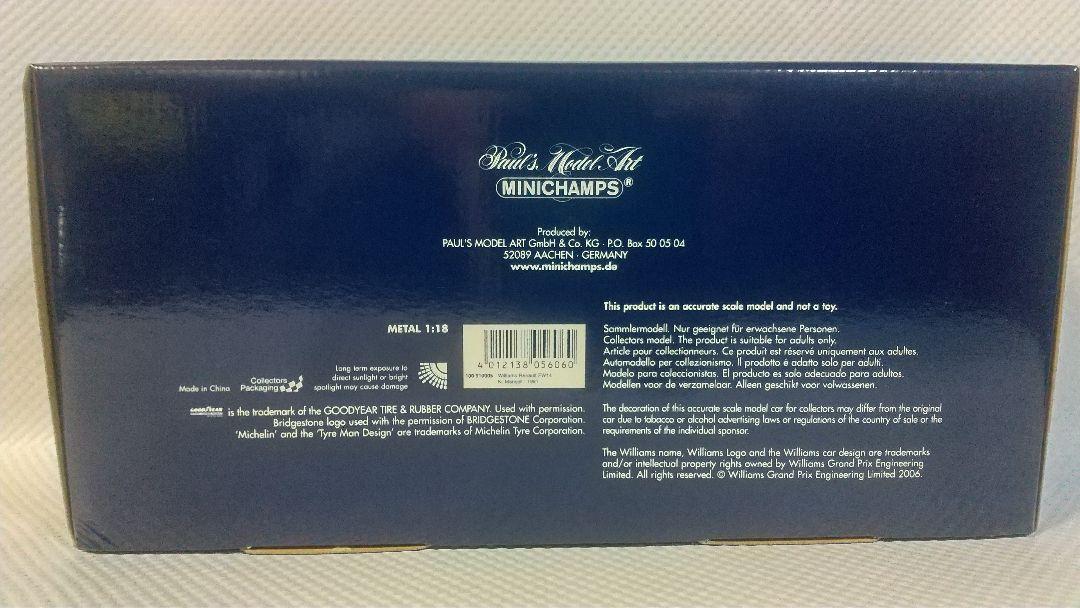 Paul's Model Art
MINICHAMPS®
Produced by:
PAUL'S MODEL ART GmbH & Co. KG · P.O. Box 50 05 04
52089 AACHEN · GERMANY
www.minichamps.de
METAL 1:18
4 012138 056060
Williams Renault FW14
N. Mansell 1991
Long term exposure to
direct sunlight or bright
spotlight may cause damage
Made in China
Collectors
Packaging
GOODYEAR is the trademark of the GOODYEAR TIRE & RUBBER COMPANY. Used with permission.
Bridgestone logo used with the permission of BRIDGESTONE Corporation.
'Michelin' and the 'Tyre Man Design' are trademarks of Michelin Tyre Corporation.
This product is an accurate scale model and not a toy.
Sammlermodell. Nur geeignet für erwachsene Personen.
Collectors model. The product is suitable for adults only.
Article pour collectionneurs. Ce produit est réservé uniquement aux adultes.
Automodello per collezionismo. Il prodotto è adatto solo per adulti.
Modelo para coleccionistas. El producto es solo adecuado para adultos.
Modellen voor de verzamelaar. Alleen geschikt voor volwassenen.
The decoration of this accurate scale model car for collectors may differ from the original
car due to tabacco or alcohol advertising laws or regulations of the country of sale or the
requirements of the individual sponsor.
The Williams name, Williams Logo and the Williams car design are trademarks
and/or intellectual property rights owned by Williams Grand Prix Engineering
Limited. All rights reserved. © Williams Grand Prix Engineering Limited 2006.